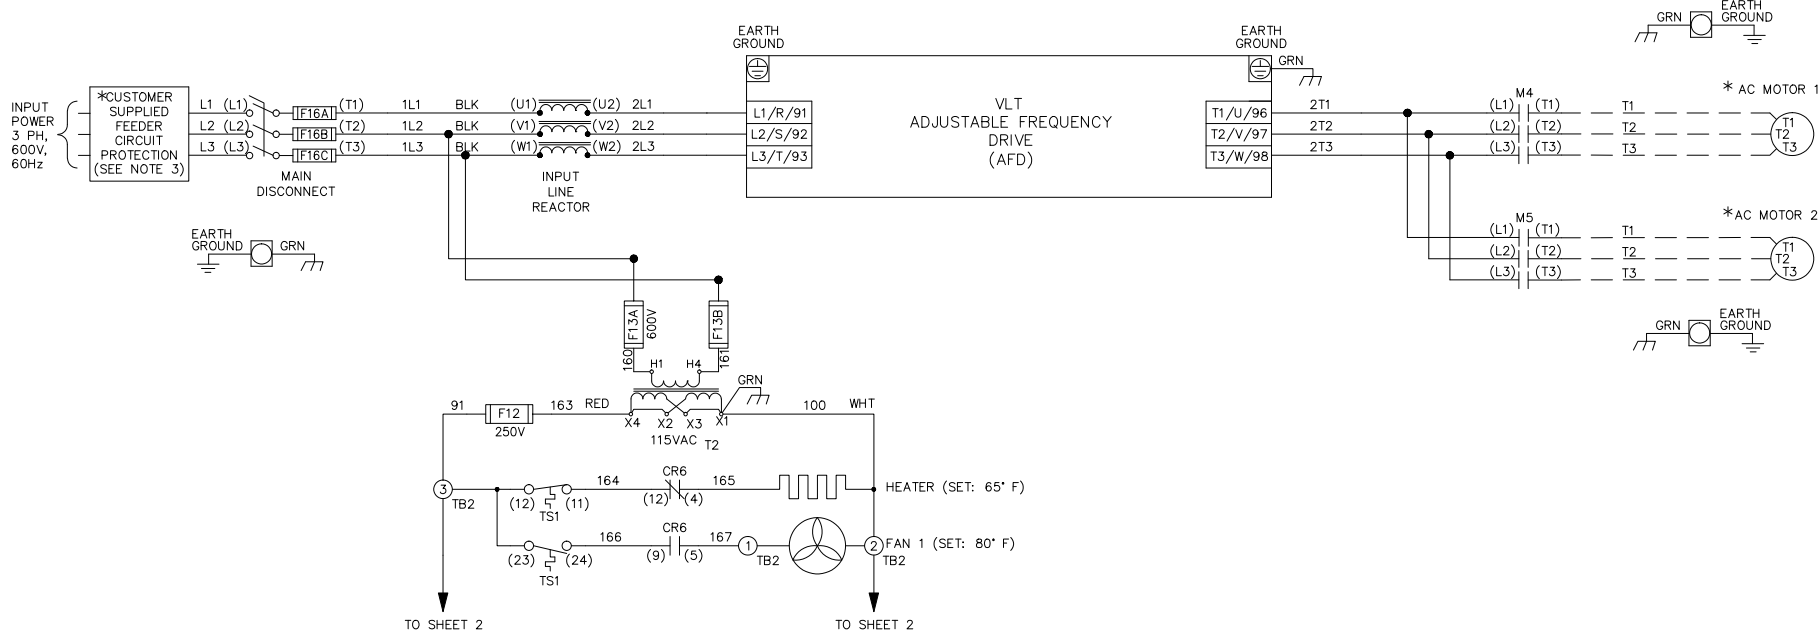 INPUT
POWER
3 PH,
600V,
60Hz
*CUSTOMER
SUPPLIED
FEEDER
CIRCUIT
PROTECTION
(SEE NOTE 3)
L1 (L1) F16A (T1) 1L1 BLK (U1) (U2) 2L1 L1/R/91
L2 (L2) F16B (T2) 1L2 BLK (V1) (V2) 2L2 L2/S/92
L3 (L3) F16C (T3) 1L3 BLK (W1) (W2) 2L3 L3/T/93
MAIN
DISCONNECT
INPUT
LINE
REACTOR
EARTH
GROUND
GRN
EARTH
GROUND
VLT
ADJUSTABLE FREQUENCY
DRIVE
(AFD)
EARTH
GROUND
GRN
T1/U/96 2T1
T2/V/97 2T2
T3/W/98 2T3
GRN
EARTH
GROUND
* AC MOTOR 1
M4
(L1) (T1) T1 T1
(L2) (T2) T2 T2
(L3) (T3) T3 T3
*AC MOTOR 2
M5
(L1) (T1) T1 T1
(L2) (T2) T2 T2
(L3) (T3) T3 T3
GRN
EARTH
GROUND
F13A
600V
F13B
160
161
H1 H4
GRN
91 F12 163 RED
250V
X4 X2 X3 X1
100 WHT
115VAC T2
3
TB2
(12) (11)
TS1
164
CR6
(12) (4)
165
HEATER (SET: 65° F)
(23) (24)
TS1
166
CR6
(9) (5)
167
1
TB2
2
TB2
FAN 1 (SET: 80° F)
TO SHEET 2
TO SHEET 2